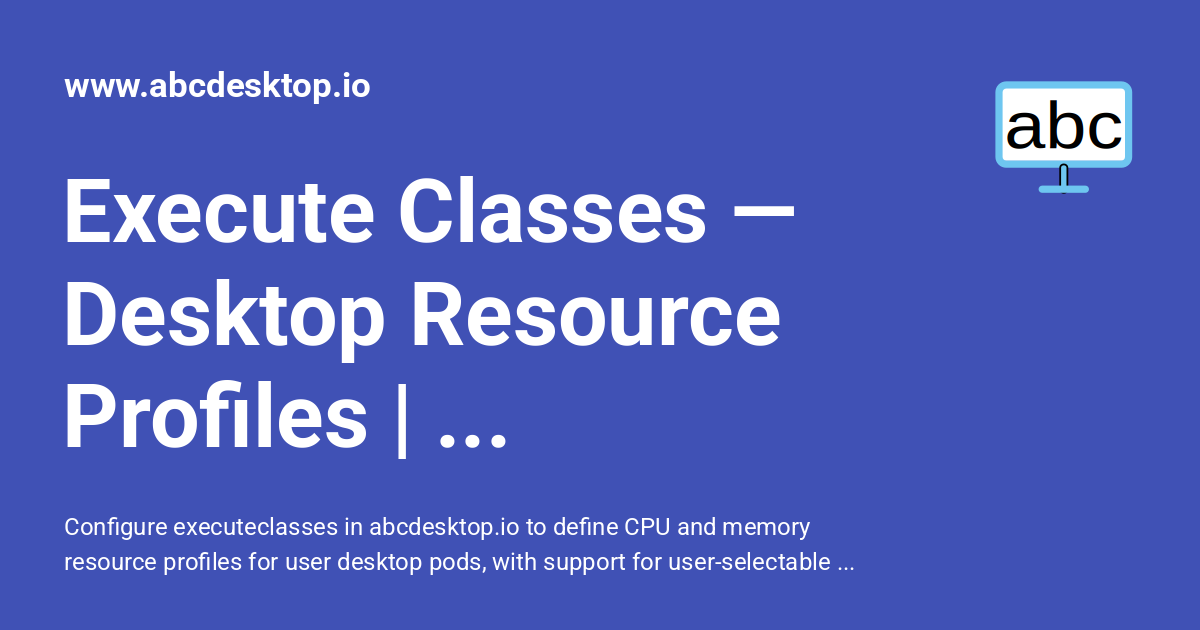 www.abcdesktop.io
abc
Execute Classes —
Desktop Resource
Profiles | ...
Configure executeclasses in abcdesktop.io to define CPU and memory
resource profiles for user desktop pods, with support for user-selectable ...